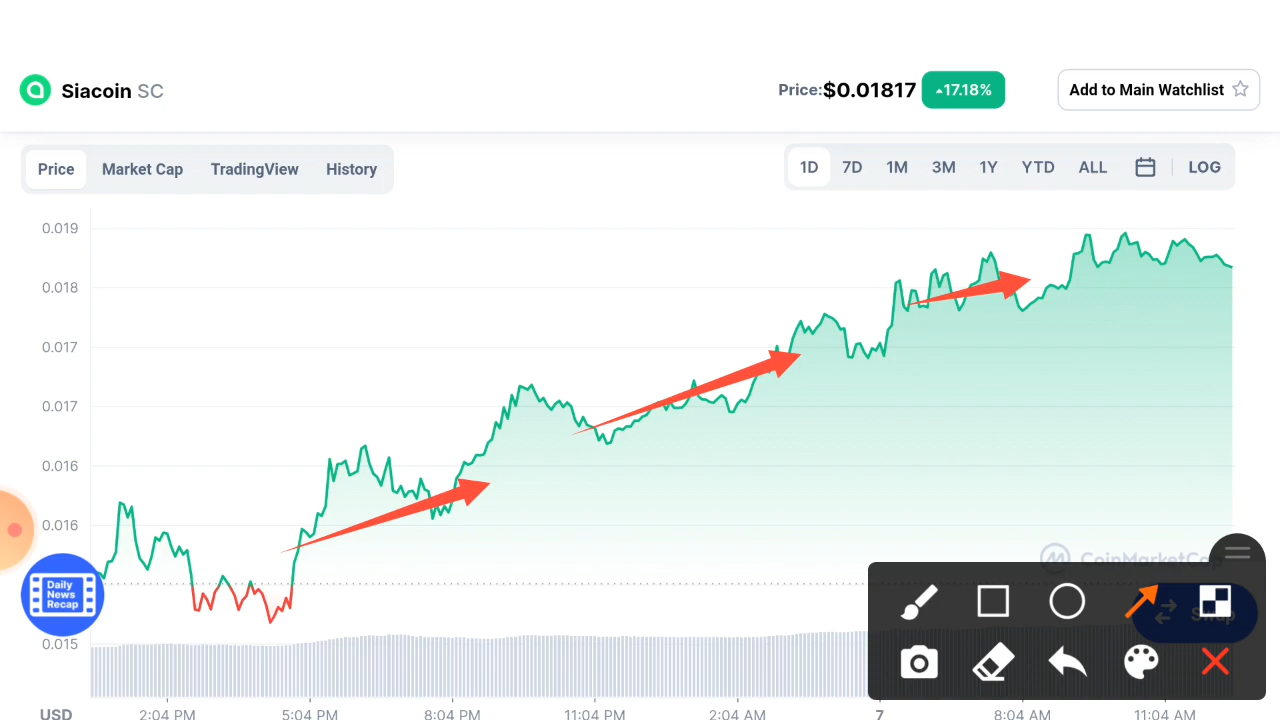 Siacoin SC
Price:$0.01817 17.18%
Add to Main Watchlist
Price Market Cap TradingView History
1D 7D 1M 3M 1Y YTD ALL LOG
0.019
0.018
0.017
0.017
0.016
0.016
CoinMarketCap
Daily
News
Recap
Swap
0.015
USD 2:04 PM 5:04 PM 8:04 PM 11:04 PM 2:04 AM 7 8:04 AM 11:04 AM